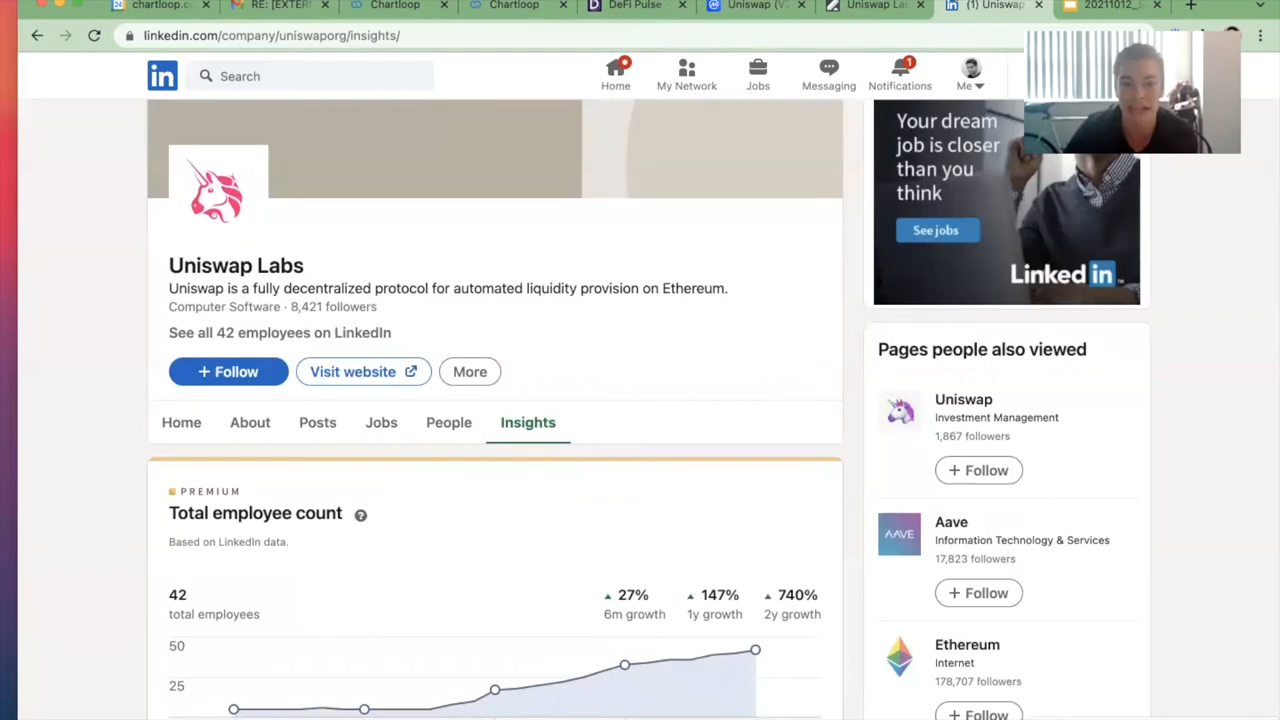 chartloop.c
RE: [EXTER
Chartloop
Chartloop
DeFi Pulse -
Uniswap (V
Uniswap La
(1) Uniswap
20211012_S
linkedin.com/company/uniswaporg/insights/
in
Search
Home
My Network
Jobs
Messaging
1
Notifications
Me
Your dream
job is closer
than you
think
See jobs
Linked in
Uniswap Labs
Uniswap is a fully decentralized protocol for automated liquidity provision on Ethereum.
Computer Software · 8,421 followers
See all 42 employees on LinkedIn
+ Follow
Visit website
More
Home
About
Posts
Jobs
People
Insights
PREMIUM
Total employee count
Based on LinkedIn data.
42
total employees
27%
6m growth
147%
1y growth
740%
2y growth
50
25
Pages people also viewed
Uniswap
Investment Management
1,867 followers
+ Follow
AAVE
Aave
Information Technology & Services
17,823 followers
+ Follow
Ethereum
Internet
178,707 followers
+ Follow